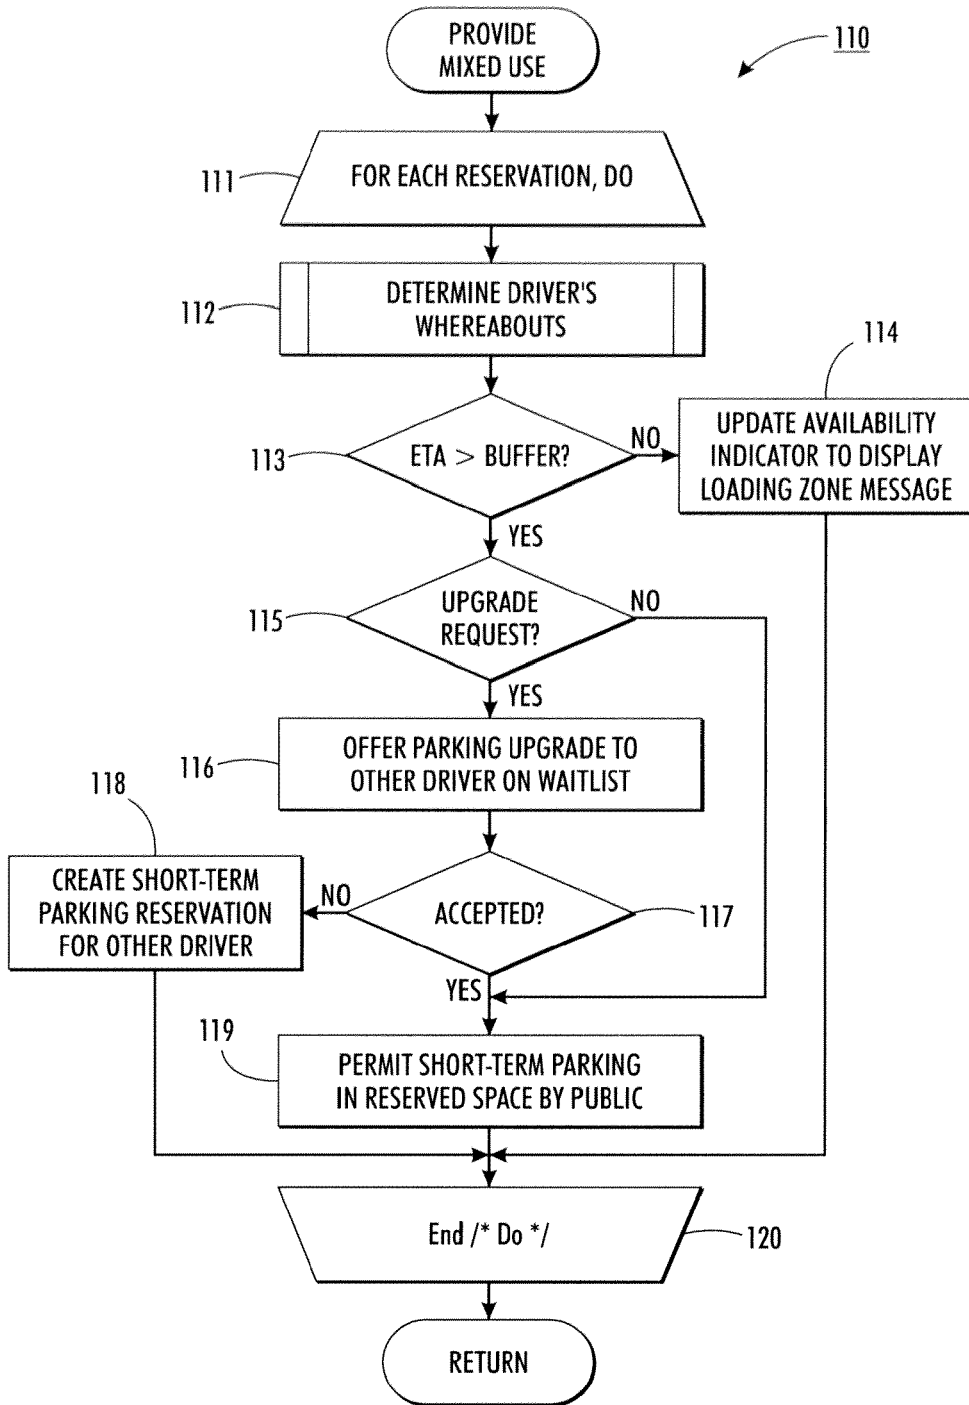 PROVIDE
MIXED USE
110
111
FOR EACH RESERVATION, DO
112
DETERMINE DRIVER'S
WHEREABOUTS
114
113
ETA > BUFFER?
NO
UPDATE AVAILABILITY
INDICATOR TO DISPLAY
LOADING ZONE MESSAGE
YES
115
UPGRADE
REQUEST?
NO
YES
116
OFFER PARKING UPGRADE TO
OTHER DRIVER ON WAITLIST
118
CREATE SHORT-TERM
PARKING RESERVATION
FOR OTHER DRIVER
NO
ACCEPTED?
117
YES
119
PERMIT SHORT-TERM PARKING
IN RESERVED SPACE BY PUBLIC
End /* Do */
120
RETURN